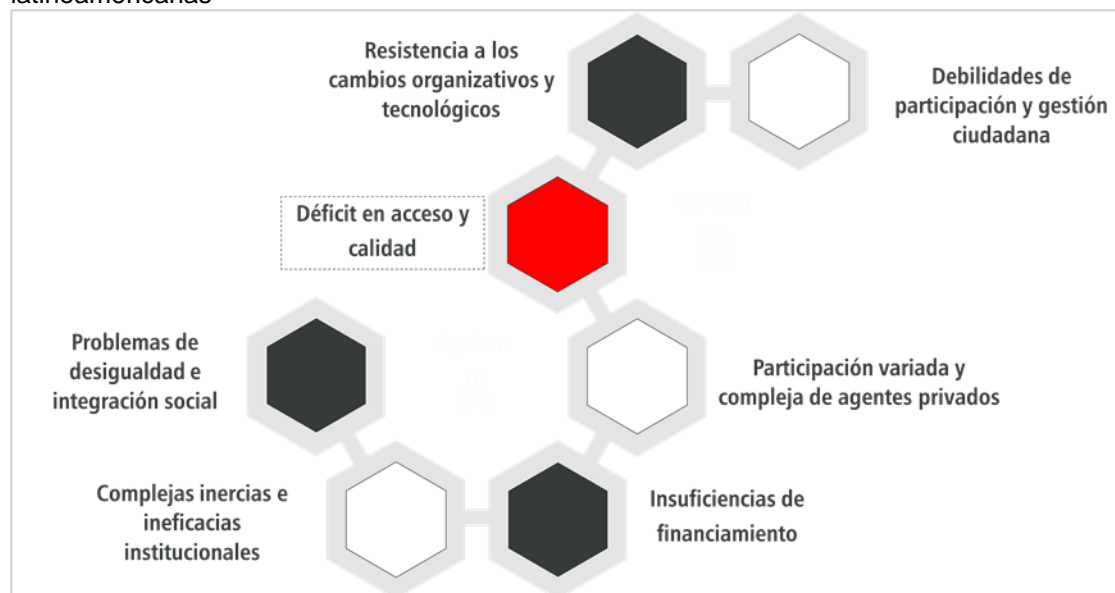 latinoamericanas
Resistencia a los
cambios organizativos y
tecnológicos
Debilidades de
participación y gestión
ciudadana
Déficit en acceso y
calidad
Problemas de
desigualdad e
integración social
Participación variada y
compleja de agentes privados
Complejas inercias e
ineficacias
institucionales
Insuficiencias de
financiamiento